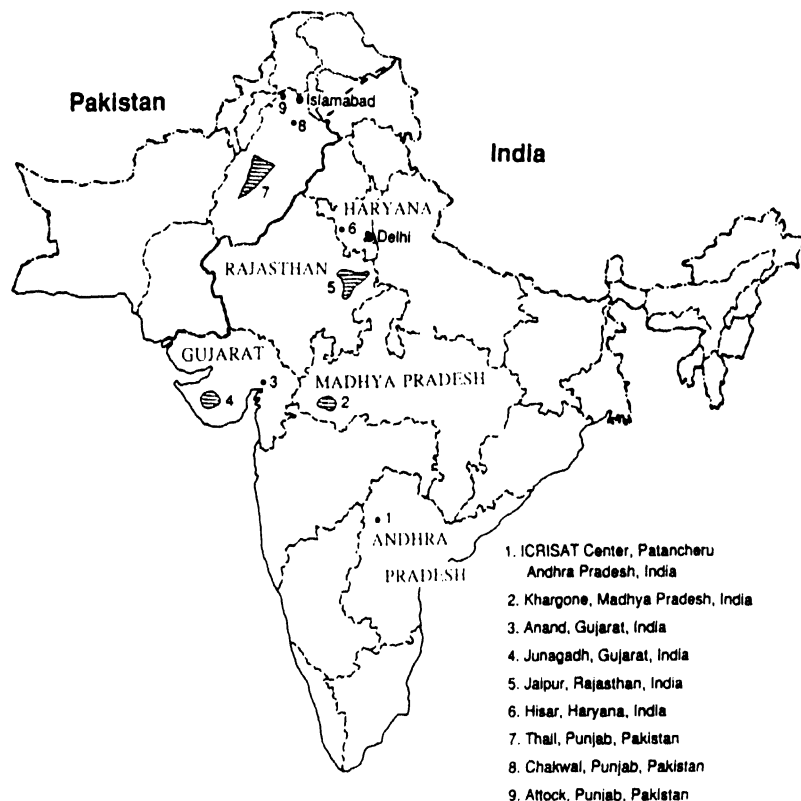 Pakistan
Islamabad
9
8
India
7
HARYANA
6
Delhi
RAJASTHAN
5
GUJARAT
3
MADHYA PRADESH
4
2
1
ANDHRA
PRADESH
1. ICRISAT Center, Patancheru
Andhra Pradesh, India
2. Khargone, Madhya Pradesh, India
3. Anand, Gujarat, India
4. Junagadh, Gujarat, India
5. Jaipur, Rajasthan, India
6. Hisar, Haryana, India
7. Thall, Punjab, Pakistan
8. Chakwal, Punjab, Pakistan
9. Attock, Punjab, Pakistan